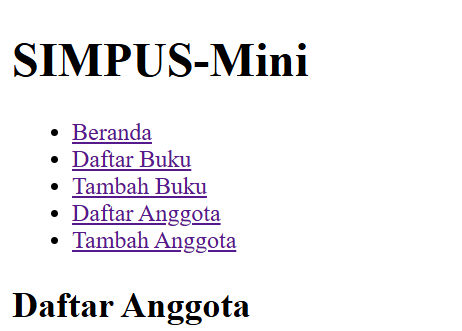 SIMPUS-Mini
Beranda
Daftar Buku
Tambah Buku
Daftar Anggota
Tambah Anggota
Daftar Anggota